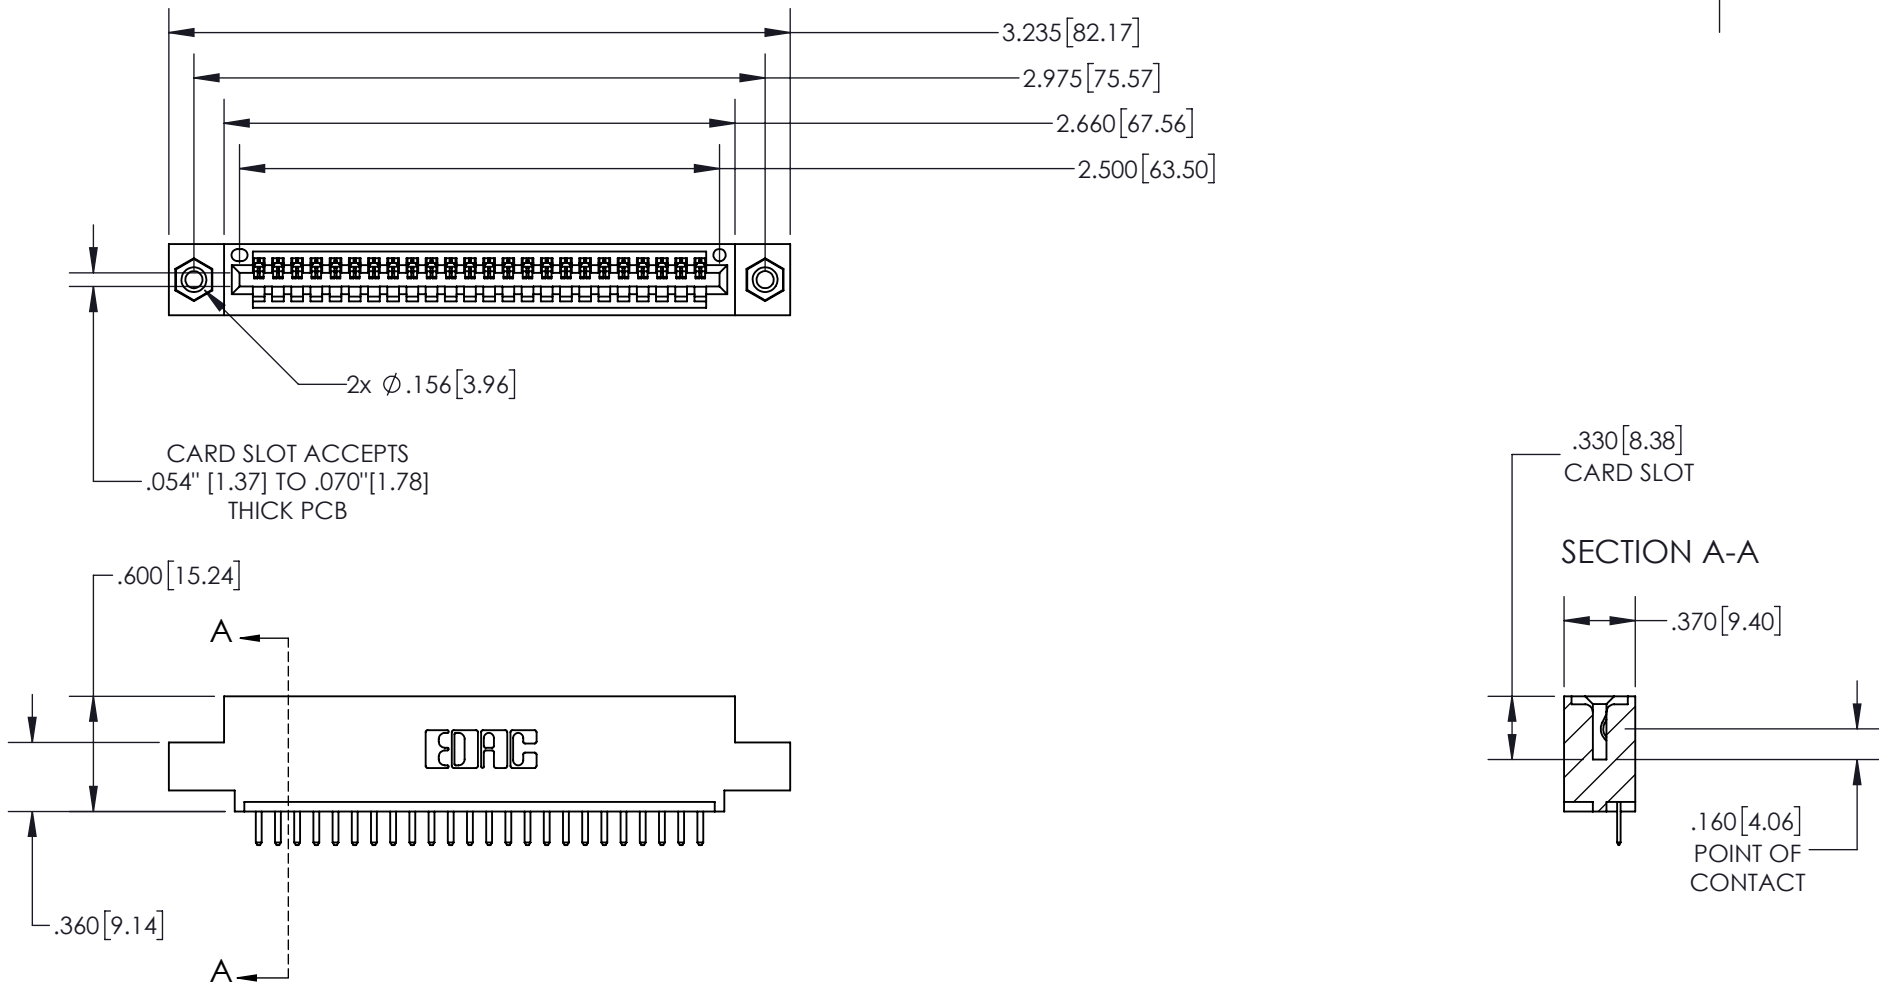 3.235[82.17]
2.975[75.57]
2.660[67.56]
2.500[63.50]
2x Ø.156[3.96]
CARD SLOT ACCEPTS
.054" [1.37] TO .070"[1.78]
THICK PCB
.330[8.38]
CARD SLOT
SECTION A-A
.600[15.24]
.370[9.40]
A
EDAC
.160[4.06]
POINT OF
CONTACT
.360[9.14]
A